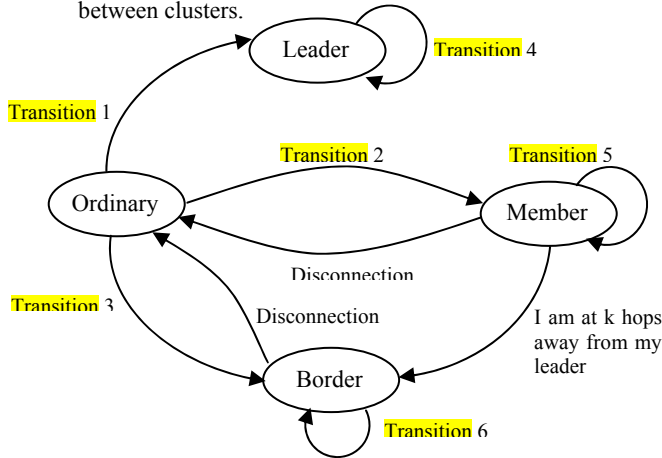 between clusters.
Leader
Transition 4
Transition 1
Transition 2
Transition 5
Ordinary
Member
Disconnection
Transition 3
Disconnection
I am at k hops
away from my
leader
Border
Transition 6